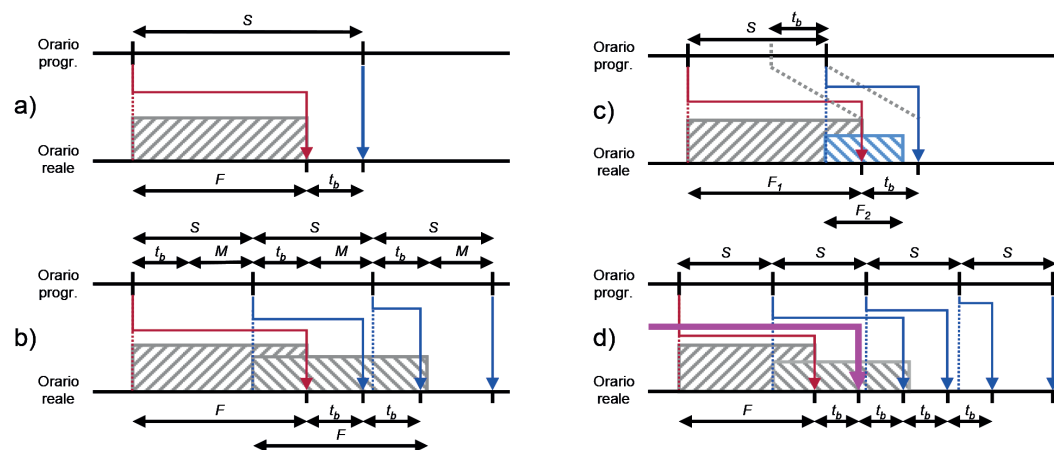 a)
S
Orario
progr.
Orario
reale
F
t_b
b)
S S S
t_b M t_b M t_b M
Orario
progr.
Orario
reale
F t_b t_b
F
c)
t_b
S
Orario
progr.
Orario
reale
F_1 t_b
F_2
d)
S S S S
Orario
progr.
Orario
reale
F t_b t_b t_b t_b